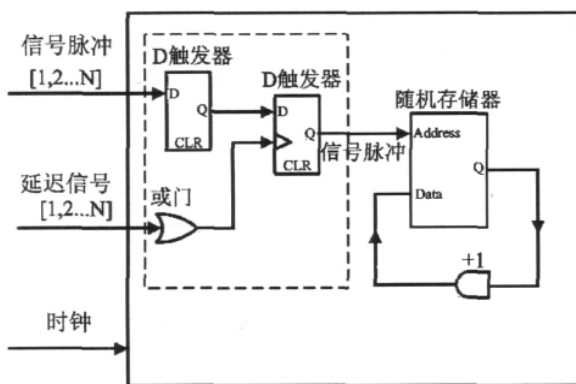 信号脉冲
[1,2...N]
D触发器
D
Q
CLR
D触发器
D
Q
CLR
信号脉冲
随机存储器
Address
Q
Data
+1
延迟信号
[1,2...N]
或门
时钟